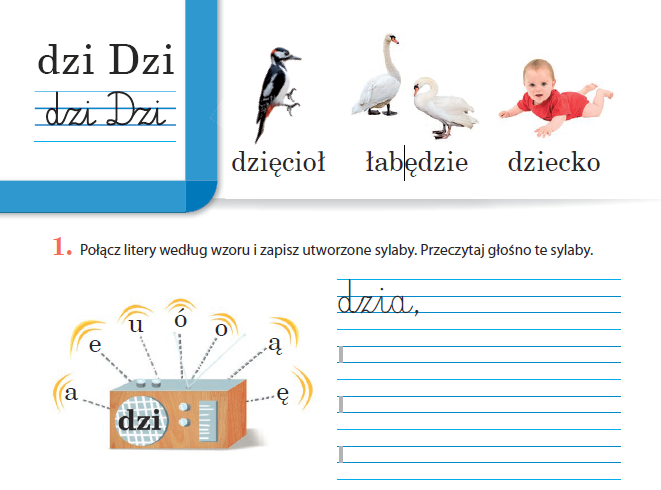 dzi Dzi
dzi Dzi
dzięcioł łabędzie dziecko
1. Połącz litery według wzoru i zapisz utworzone sylaby. Przeczytaj głośno te sylaby.
dzia,
a e u ó o ą ę
dzi